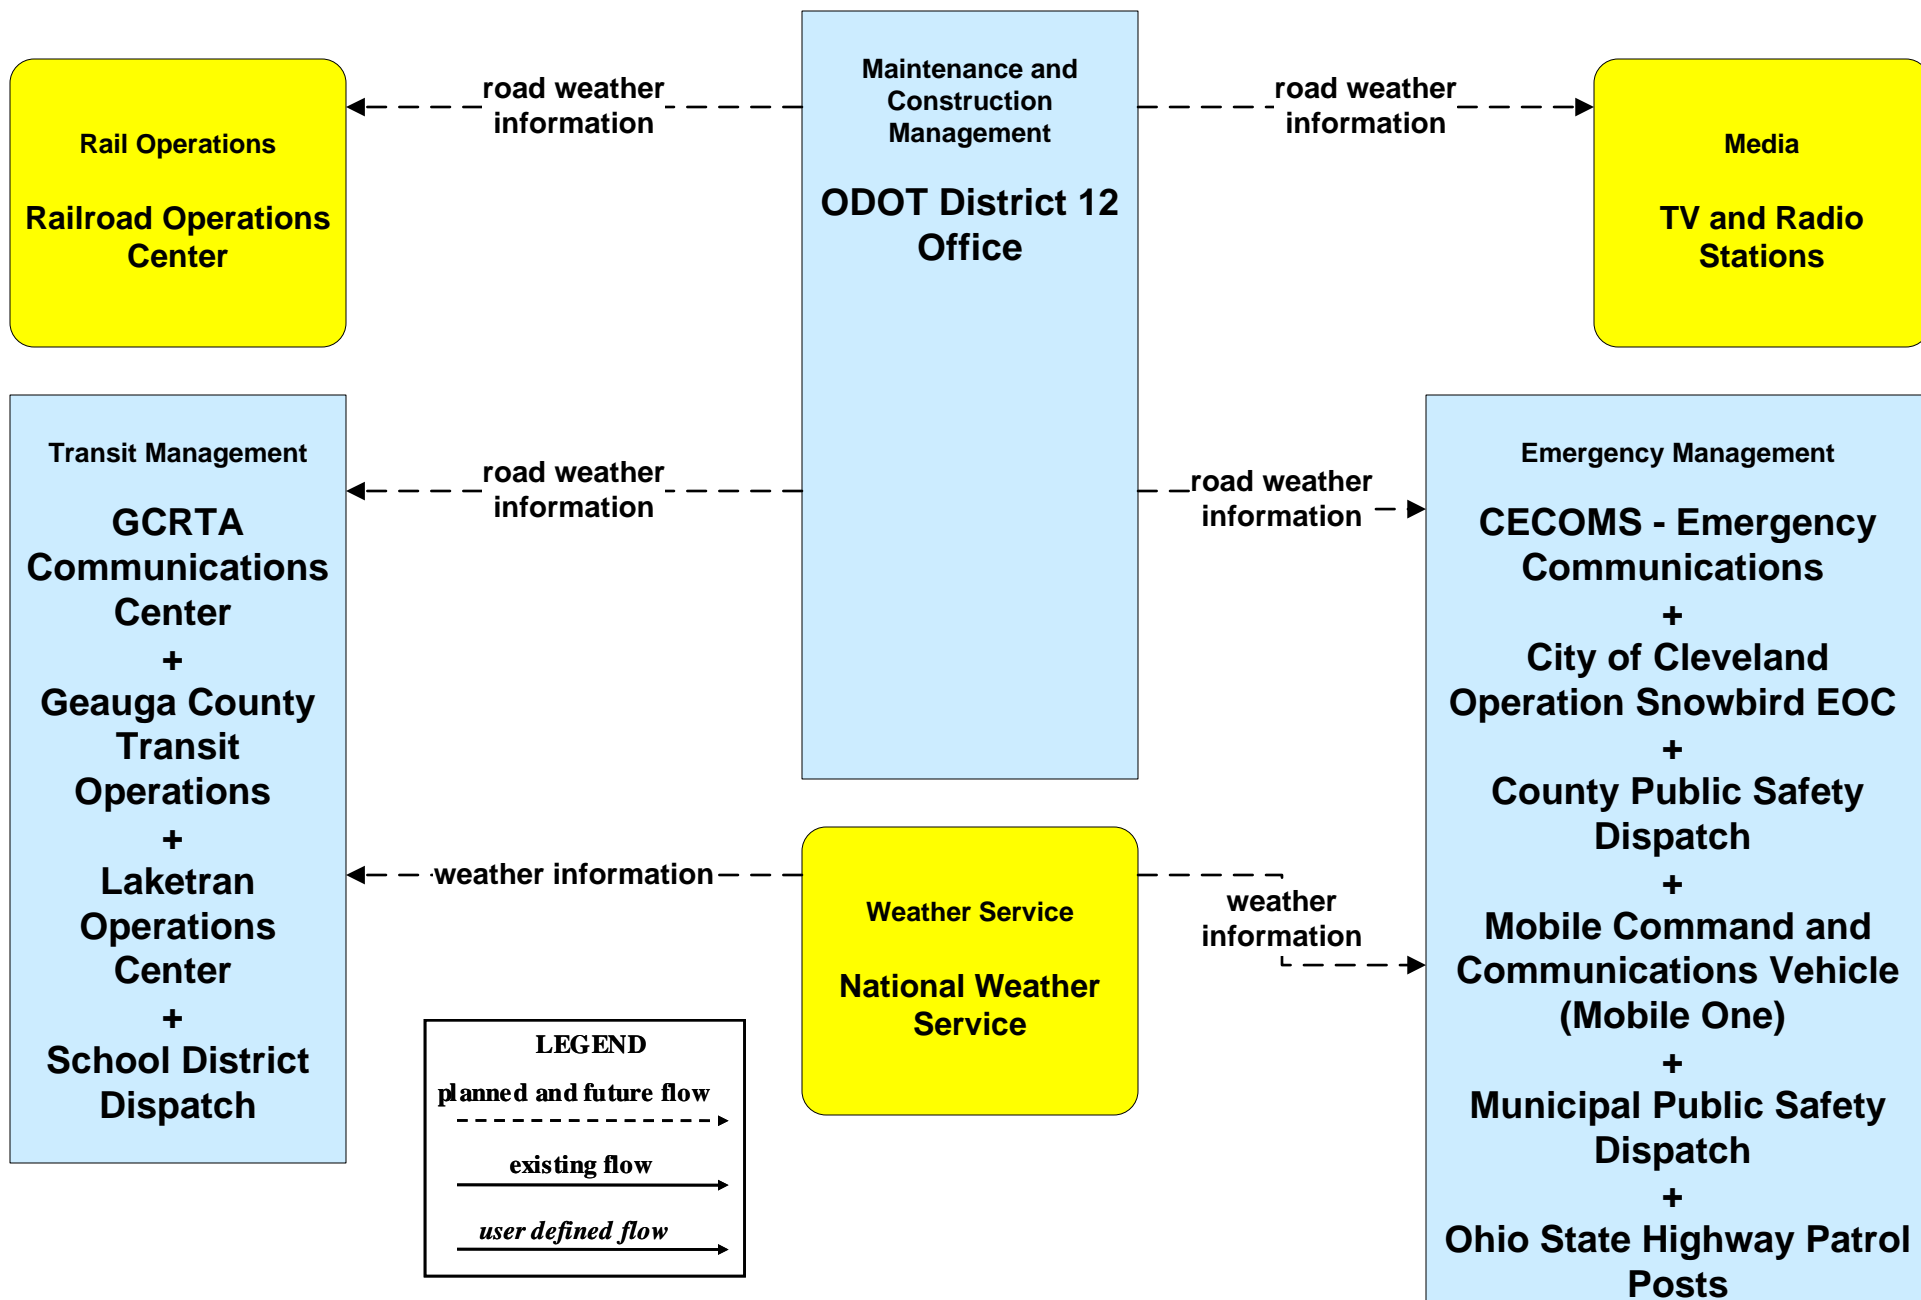 Rail Operations
Railroad Operations
Center
road weather
information
Maintenance and
Construction
Management
ODOT District 12
Office
road weather
information
Media
TV and Radio
Stations
Transit Management
GCRTA
Communications
Center
+
Geauga County
Transit
Operations
+
Laketran
Operations
Center
+
School District
Dispatch
road weather
information
road weather
information
Emergency Management
CECOMS - Emergency
Communications
+
City of Cleveland
Operation Snowbird EOC
+
County Public Safety
Dispatch
+
Mobile Command and
Communications Vehicle
(Mobile One)
+
Municipal Public Safety
Dispatch
+
Ohio State Highway Patrol
Posts
weather information
Weather Service
National Weather
Service
weather
information
LEGEND
planned and future flow
existing flow
user defined flow